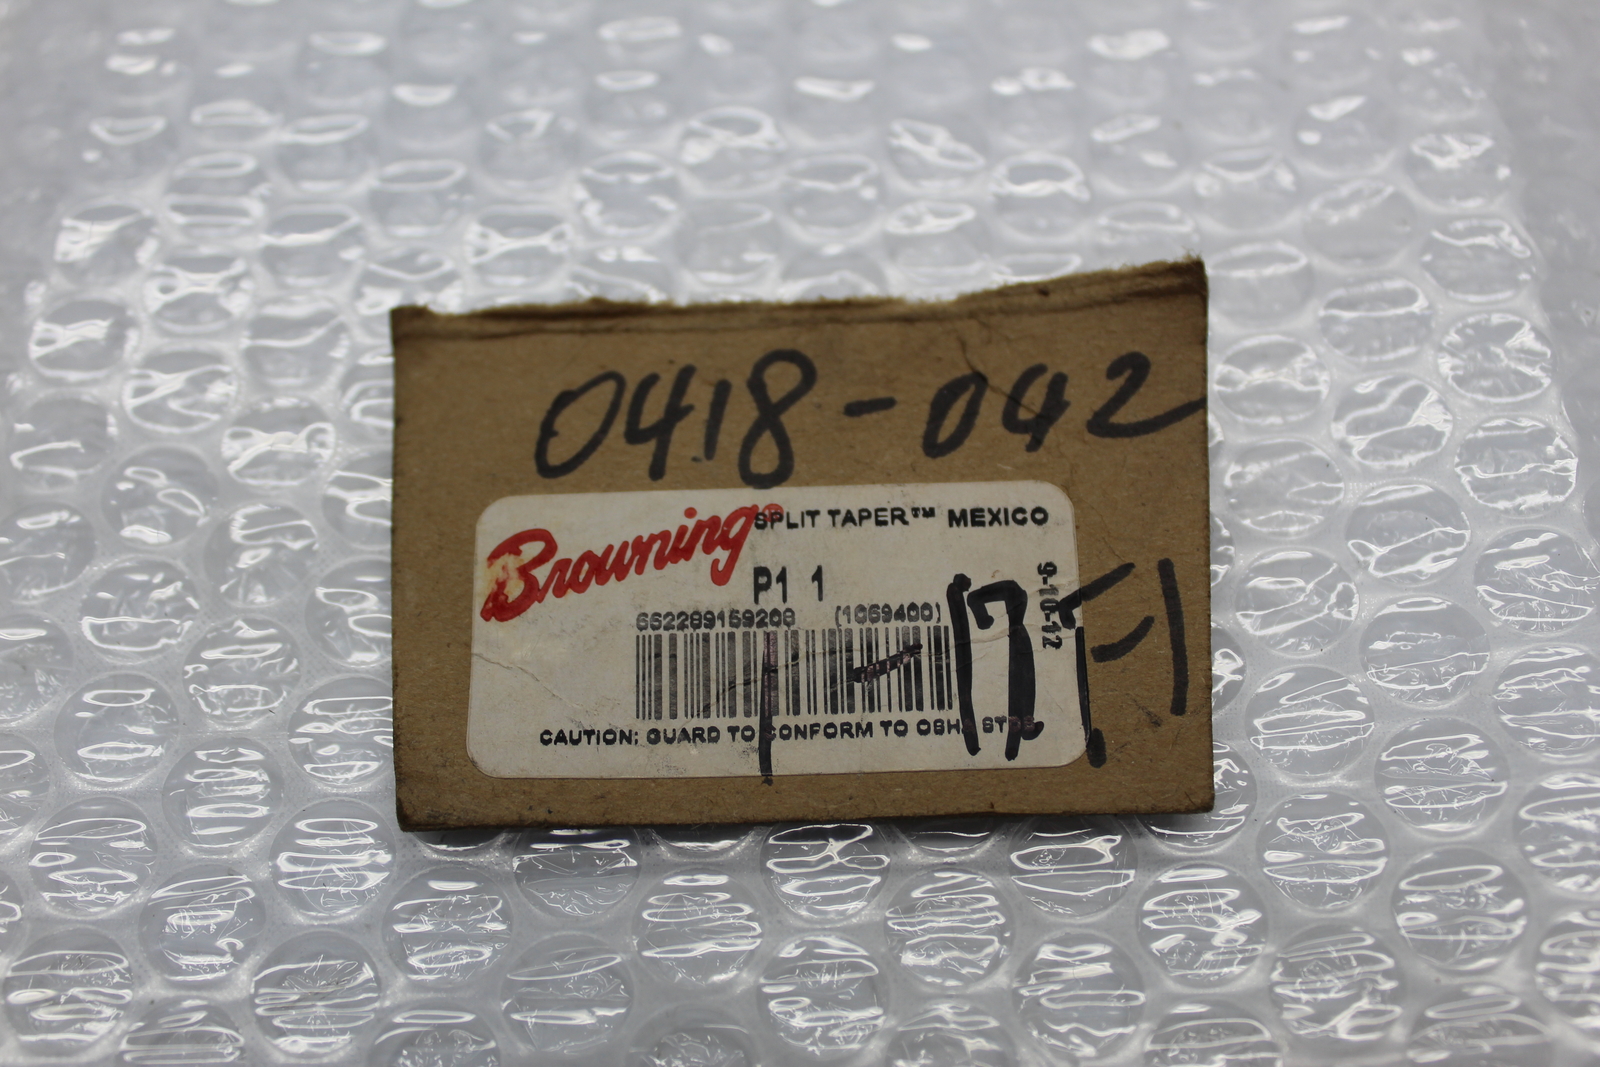 0418-042
Browning® SPLIT TAPER™ MEXICO
P1 1
9-10-12
662289159208 (1069400)
CAUTION: GUARD TO CONFORM TO OSHA STDS